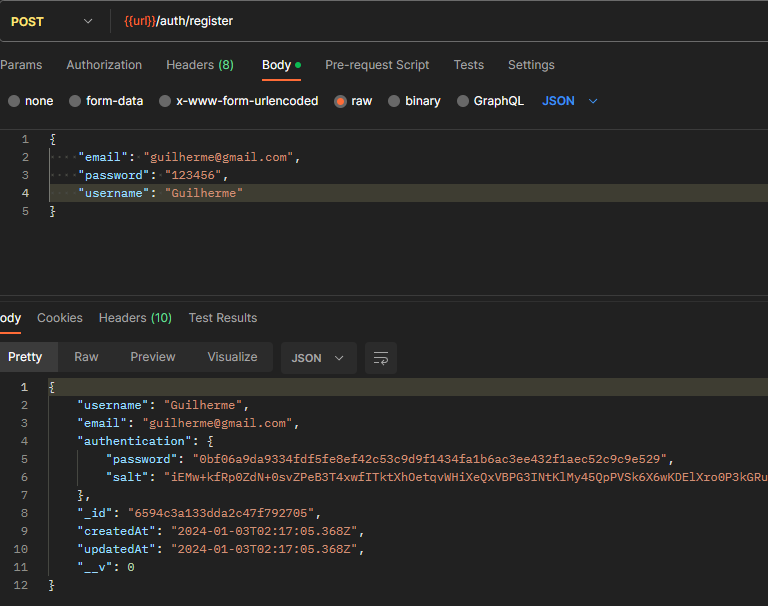 POST {{url}}/auth/register
Params Authorization Headers (8) Body Pre-request Script Tests Settings
none form-data x-www-form-urlencoded raw binary GraphQL JSON
1 {
2 "email": "guilherme@gmail.com",
3 "password": "123456",
4 "username": "Guilherme"
5 }
ody Cookies Headers (10) Test Results
Pretty Raw Preview Visualize JSON
1 {
2 "username": "Guilherme",
3 "email": "guilherme@gmail.com",
4 "authentication": {
5 "password": "0bf06a9da9334fdf5fe8ef42c53c9d9f1434fa1b6ac3ee432f1aec52c9c9e529",
6 "salt": "iEMw+kfRp0ZdN+0svZPeB3T4xwfITktXhOetqvWHiXeQxVBPG3INtKlMy45QpPVSk6X6wKDElXro0P3kGRu
7 },
8 "_id": "6594c3a133dda2c47f792705",
9 "createdAt": "2024-01-03T02:17:05.368Z",
10 "updatedAt": "2024-01-03T02:17:05.368Z",
11 "__v": 0
12 }